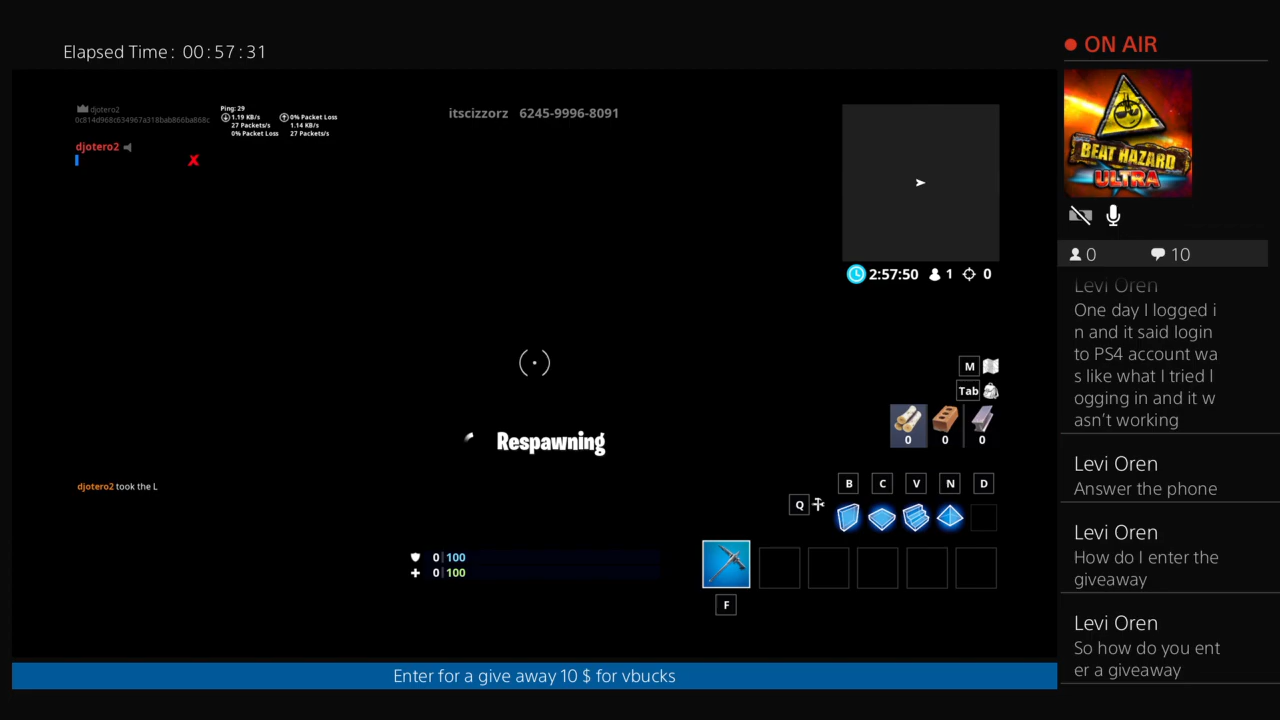 Elapsed Time: 00:57:31
ON AIR
djotero2
0c814d968c634967a318bab866ba868c
Ping: 29
1.19 KB/s
27 Packets/s
0% Packet Loss
0% Packet Loss
1.14 KB/s
27 Packets/s
djotero2
X
itscizzorz 6245-9996-8091
BEAT HAZARD
ULTRA
0 10
2:57:50 1 0
Levi Oren
One day I logged i
n and it said login
to PS4 account wa
s like what I tried l
ogging in and it w
asn't working
M
Tab
0 0 0
Respawning
Levi Oren
Answer the phone
djotero2 took the L
B C V N D
Q
Levi Oren
How do I enter the
giveaway
0 | 100
0 | 100
F
Levi Oren
So how do you ent
er a giveaway
Enter for a give away 10 $ for vbucks